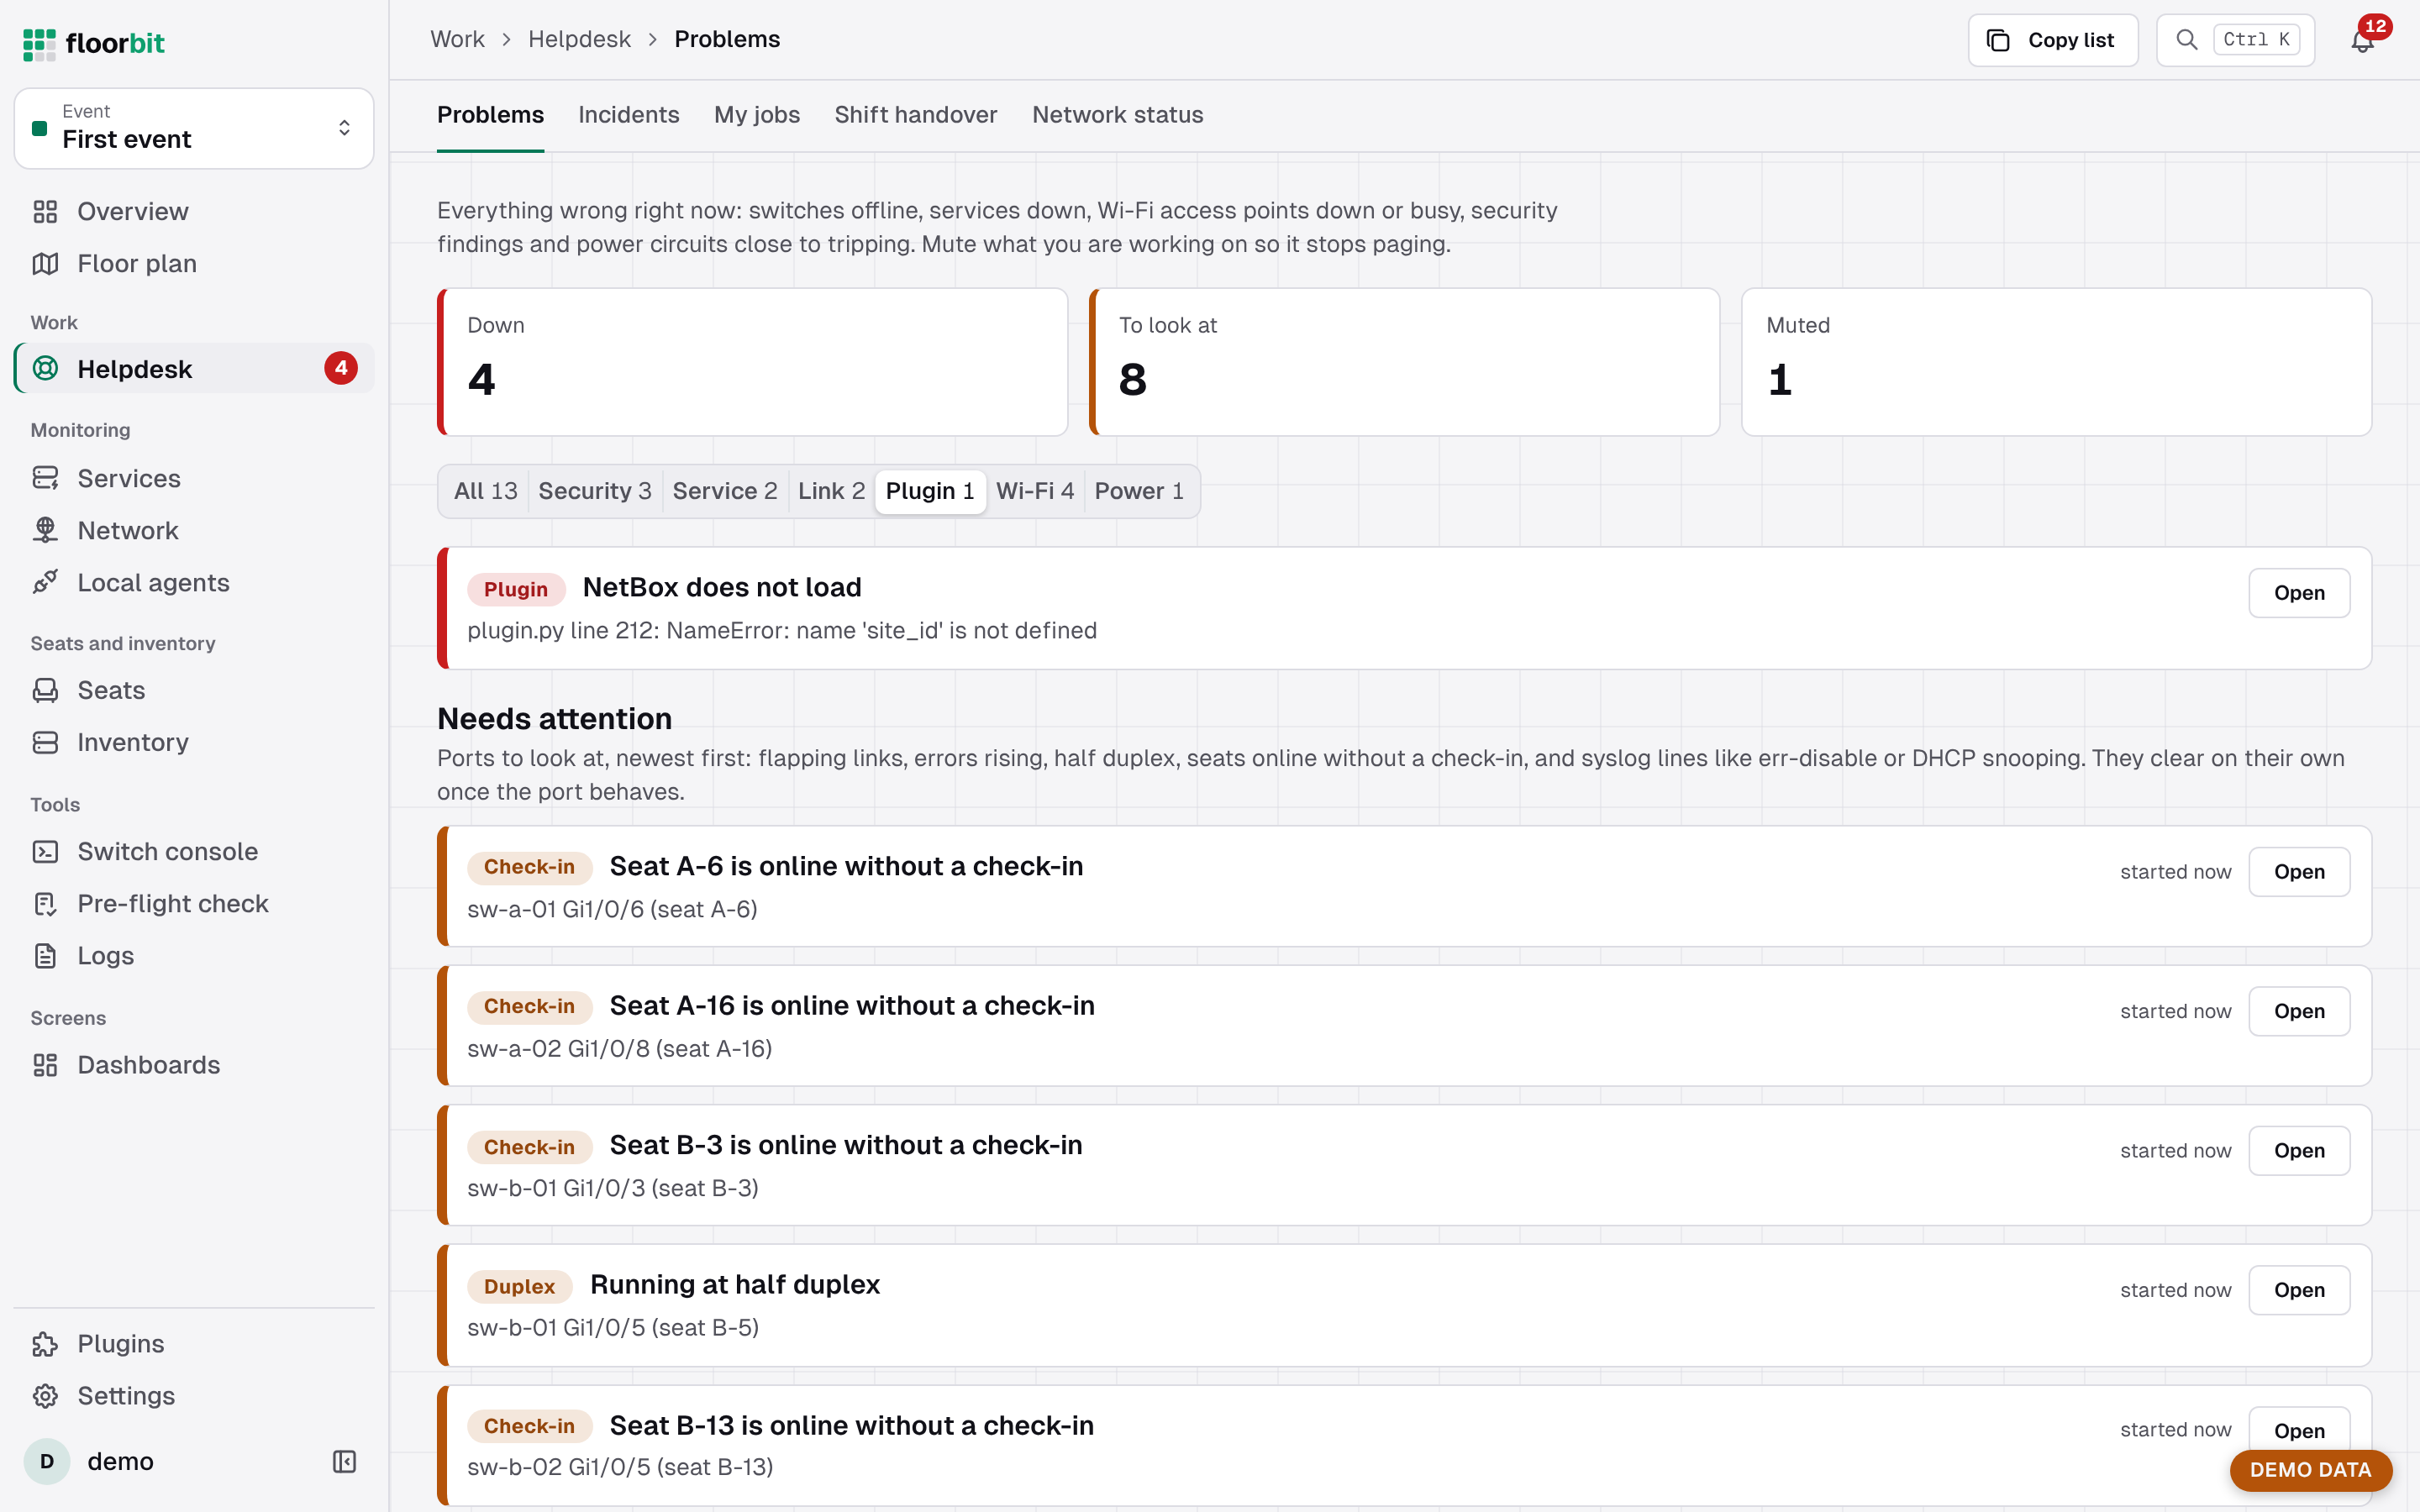 floorbit
Event
First event
Overview
Floor plan
Work
Helpdesk 4
Monitoring
Services
Network
Local agents
Seats and inventory
Seats
Inventory
Tools
Switch console
Pre-flight check
Logs
Screens
Dashboards
Plugins
Settings
D demo
Work > Helpdesk > Problems
Copy list
Ctrl K
12
Problems Incidents My jobs Shift handover Network status
Everything wrong right now: switches offline, services down, Wi-Fi access points down or busy, security
findings and power circuits close to tripping. Mute what you are working on so it stops paging.
Down
4
To look at
8
Muted
1
All 13 Security 3 Service 2 Link 2 Plugin 1 Wi-Fi 4 Power 1
Plugin NetBox does not load Open
plugin.py line 212: NameError: name 'site_id' is not defined
Needs attention
Ports to look at, newest first: flapping links, errors rising, half duplex, seats online without a check-in, and syslog lines like err-disable or DHCP snooping. They clear on their own
once the port behaves.
Check-in Seat A-6 is online without a check-in started now Open
sw-a-01 Gi1/0/6 (seat A-6)
Check-in Seat A-16 is online without a check-in started now Open
sw-a-02 Gi1/0/8 (seat A-16)
Check-in Seat B-3 is online without a check-in started now Open
sw-b-01 Gi1/0/3 (seat B-3)
Duplex Running at half duplex started now Open
sw-b-01 Gi1/0/5 (seat B-5)
Check-in Seat B-13 is online without a check-in started now Open
sw-b-02 Gi1/0/5 (seat B-13)
DEMO DATA